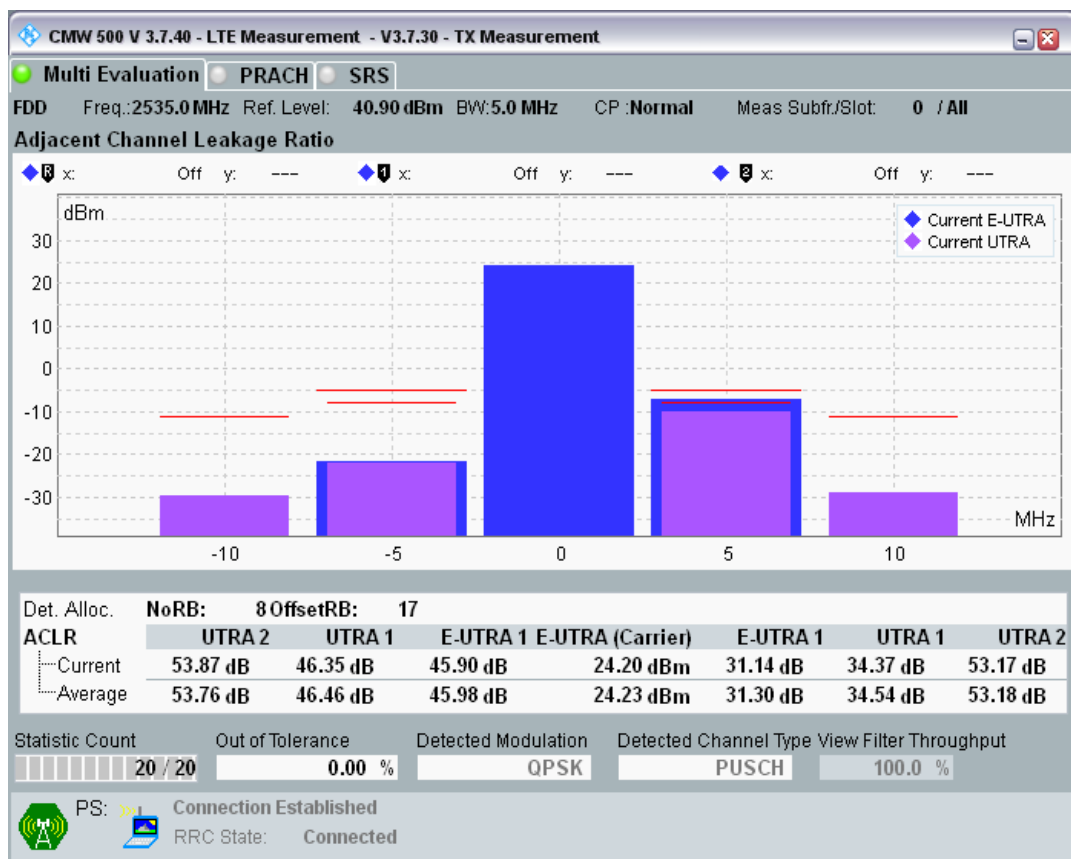 CMW 500 V 3.7.40 - LTE Measurement - V3.7.30 - TX Measurement
Multi Evaluation PRACH SRS
FDD Freq.:2535.0 MHz Ref. Level: 40.90 dBm BW:5.0 MHz CP :Normal Meas Subfr./Slot: 0 / All
Adjacent Channel Leakage Ratio
R x: Off y: --- 1 x: Off y: --- 2 x: Off y: ---
dBm
Current E-UTRA
Current UTRA
30
20
10
0
-10
-20
-30
MHz
-10 -5 0 5 10
Det. Alloc. NoRB: 8 OffsetRB: 17
ACLR UTRA 2 UTRA 1 E-UTRA 1 E-UTRA (Carrier) E-UTRA 1 UTRA 1 UTRA 2
Current 53.87 dB 46.35 dB 45.90 dB 24.20 dBm 31.14 dB 34.37 dB 53.17 dB
Average 53.76 dB 46.46 dB 45.98 dB 24.23 dBm 31.30 dB 34.54 dB 53.18 dB
Statistic Count Out of Tolerance Detected Modulation Detected Channel Type View Filter Throughput
20 / 20 0.00 % QPSK PUSCH 100.0 %
PS: Connection Established
RRC State: Connected